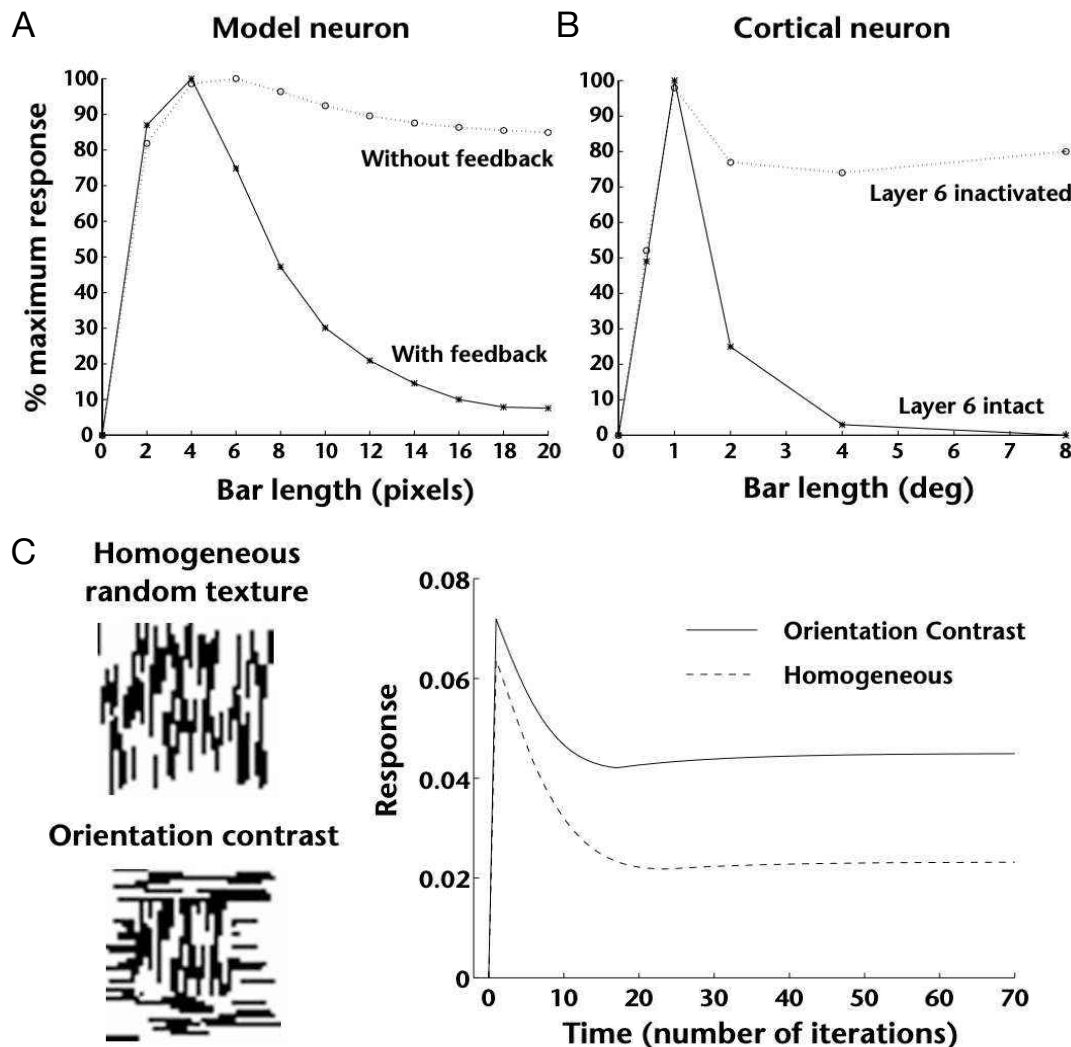 A
Model neuron
% maximum response
100
90
80
70
60
50
40
30
20
10
0
0 2 4 6 8 10 12 14 16 18 20
Without feedback
With feedback
Bar length (pixels)
B
Cortical neuron
100
90
80
70
60
50
40
30
20
10
0
0 1 2 3 4 5 6 7 8
Layer 6 inactivated
Layer 6 intact
Bar length (deg)
C
Homogeneous
random texture
Orientation contrast
Response
0.08
0.06
0.04
0.02
0
0 10 20 30 40 50 60 70
Orientation Contrast
Homogeneous
Time (number of iterations)